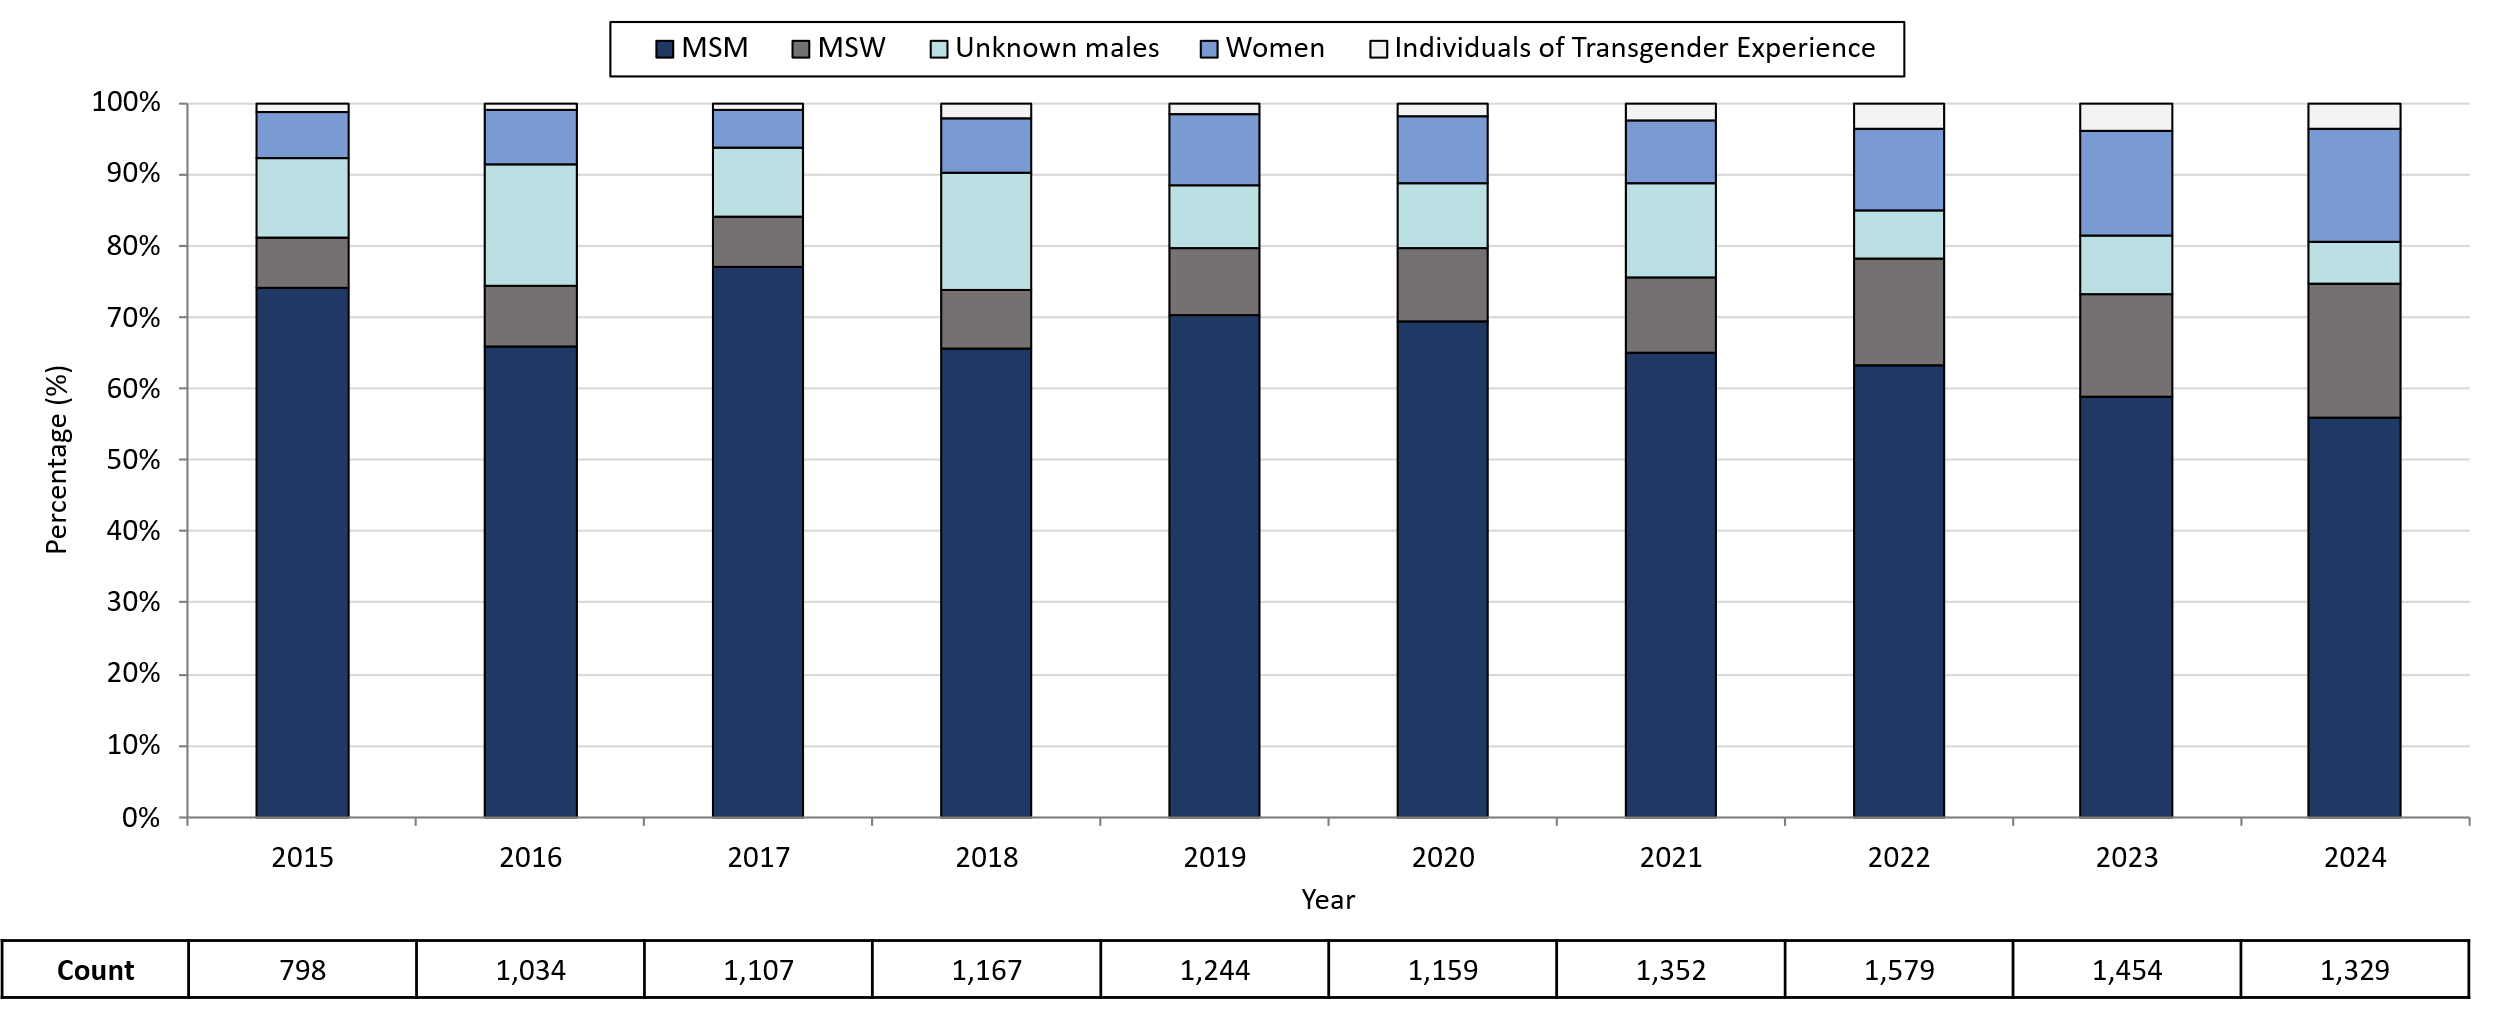 MSM MSW Unknown males Women Individuals of Transgender Experience
100%
90%
80%
70%
60%
50%
40%
30%
20%
10%
0%
Percentage (%)
2015 2016 2017 2018 2019 2020 2021 2022 2023 2024
Year
Count 798 1,034 1,107 1,167 1,244 1,159 1,352 1,579 1,454 1,329